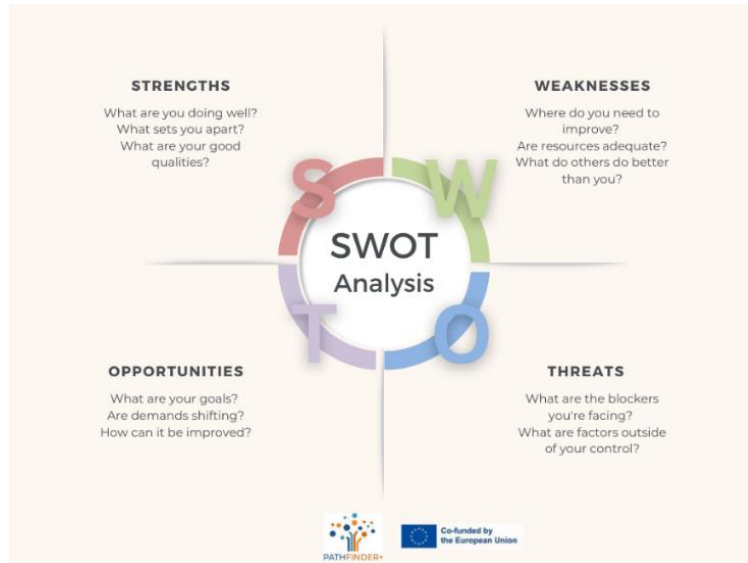 STRENGTHS
What are you doing well?
What sets you apart?
What are your good
qualities?
WEAKNESSES
Where do you need to
improve?
Are resources adequate?
What do others do better
than you?
S
W
SWOT
Analysis
T
O
OPPORTUNITIES
What are your goals?
Are demands shifting?
How can it be improved?
THREATS
What are the blockers
you're facing?
What are factors outside
of your control?
PATHFINDER+
Co-funded by
the European Union